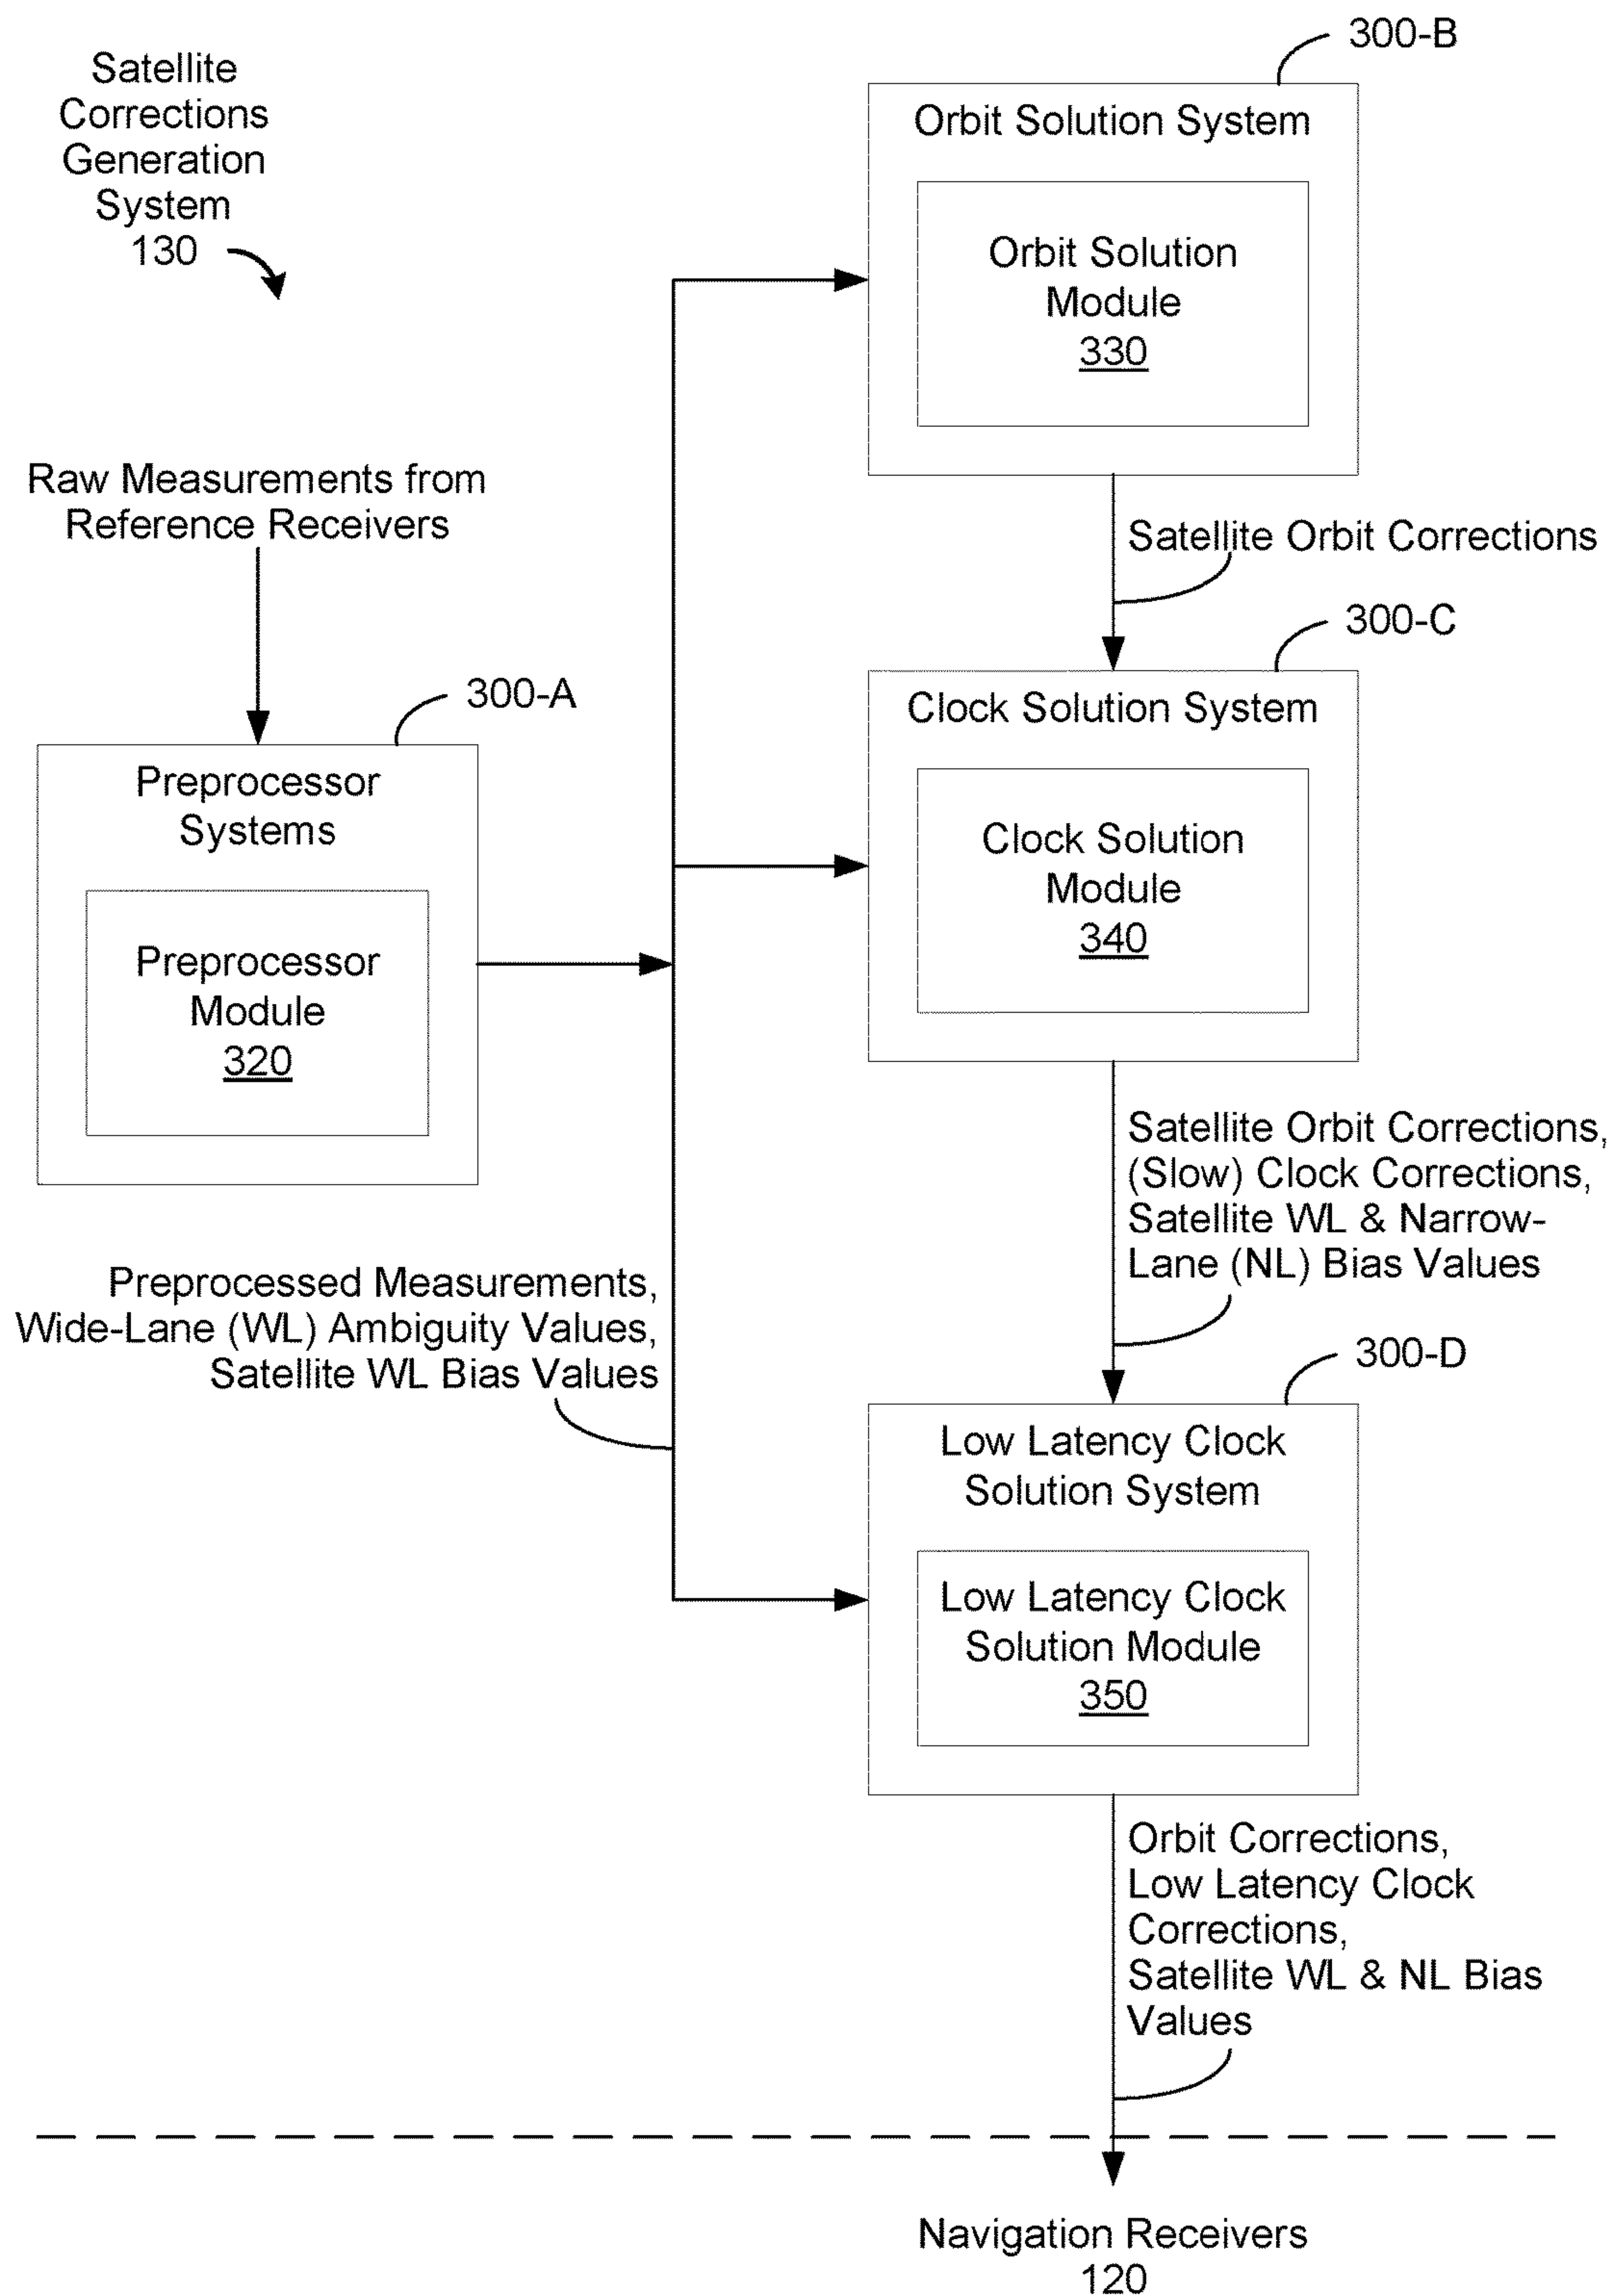 Satellite
Corrections
Generation
System
130
300-B
Orbit Solution System
Orbit Solution
Module
330
Raw Measurements from
Reference Receivers
Satellite Orbit Corrections
300-A
300-C
Preprocessor
Systems
Preprocessor
Module
320
Clock Solution System
Clock Solution
Module
340
Satellite Orbit Corrections,
(Slow) Clock Corrections,
Satellite WL & Narrow-
Lane (NL) Bias Values
Preprocessed Measurements,
Wide-Lane (WL) Ambiguity Values,
Satellite WL Bias Values
300-D
Low Latency Clock
Solution System
Low Latency Clock
Solution Module
350
Orbit Corrections,
Low Latency Clock
Corrections,
Satellite WL & NL Bias
Values
Navigation Receivers
120